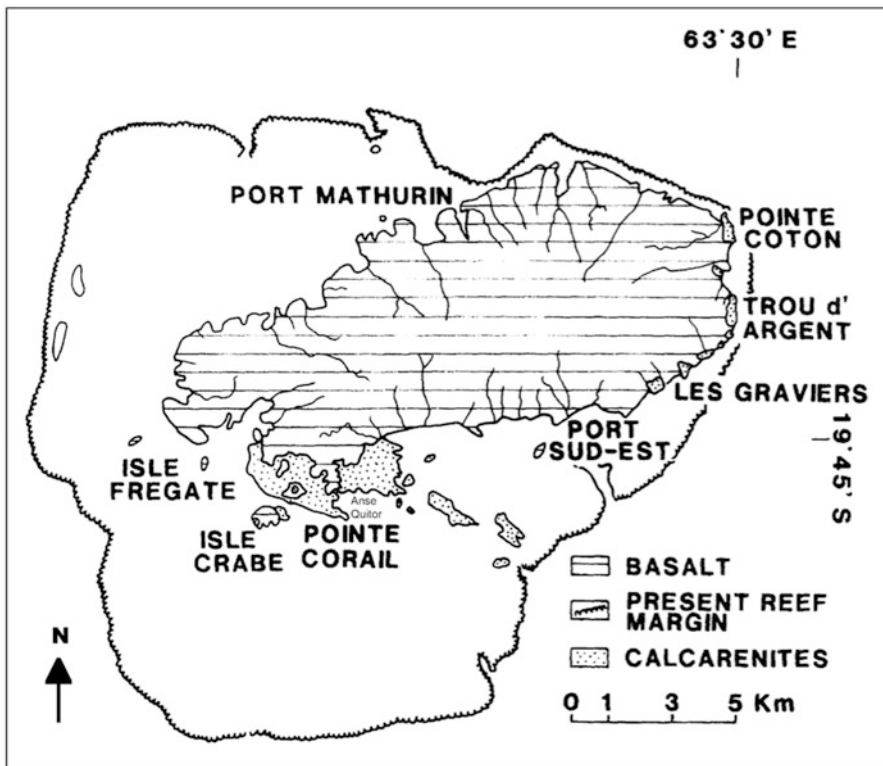 63°30' E
PORT MATHURIN
POINTE
COTON
TROU d'
ARGENT
LES GRAVIERS
PORT
SUD-EST
19°45'S
ISLE
FREGATE
Anse
Quitor
ISLE
CRABE
POINTE
CORAIL
BASALT
PRESENT REEF
MARGIN
CALCARENITES
N
0 1 3 5 Km